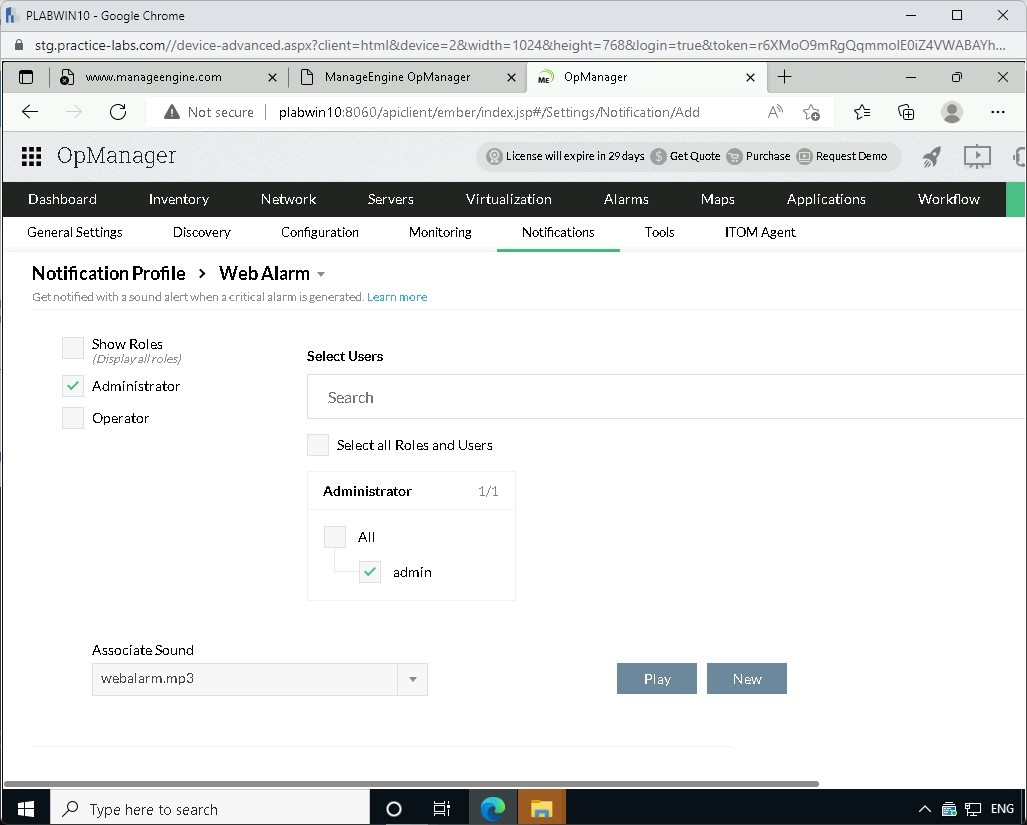 PLABWIN10 - Google Chrome
stg.practice-labs.com//device-advanced.aspx?client=html&device=2&width=1024&height=768&login=true&token=r6XMoO9mRgQqmmoIE0iZ4VWABAYh...
www.manageengine.com
ManageEngine OpManager
ME OpManager
Not secure plabwin10:8060/apiclient/ember/index.jsp#/Settings/Notification/Add
OpManager
License will expire in 29 days $ Get Quote Purchase Request Demo
Dashboard Inventory Network Servers Virtualization Alarms Maps Applications Workflow
General Settings Discovery Configuration Monitoring Notifications Tools ITOM Agent
Notification Profile > Web Alarm
Get notified with a sound alert when a critical alarm is generated. Learn more
Show Roles
(Display all roles)
Administrator
Operator
Select Users
Search
Select all Roles and Users
Administrator 1/1
All
admin
Associate Sound
webalarm.mp3
Play New
Type here to search
ENG